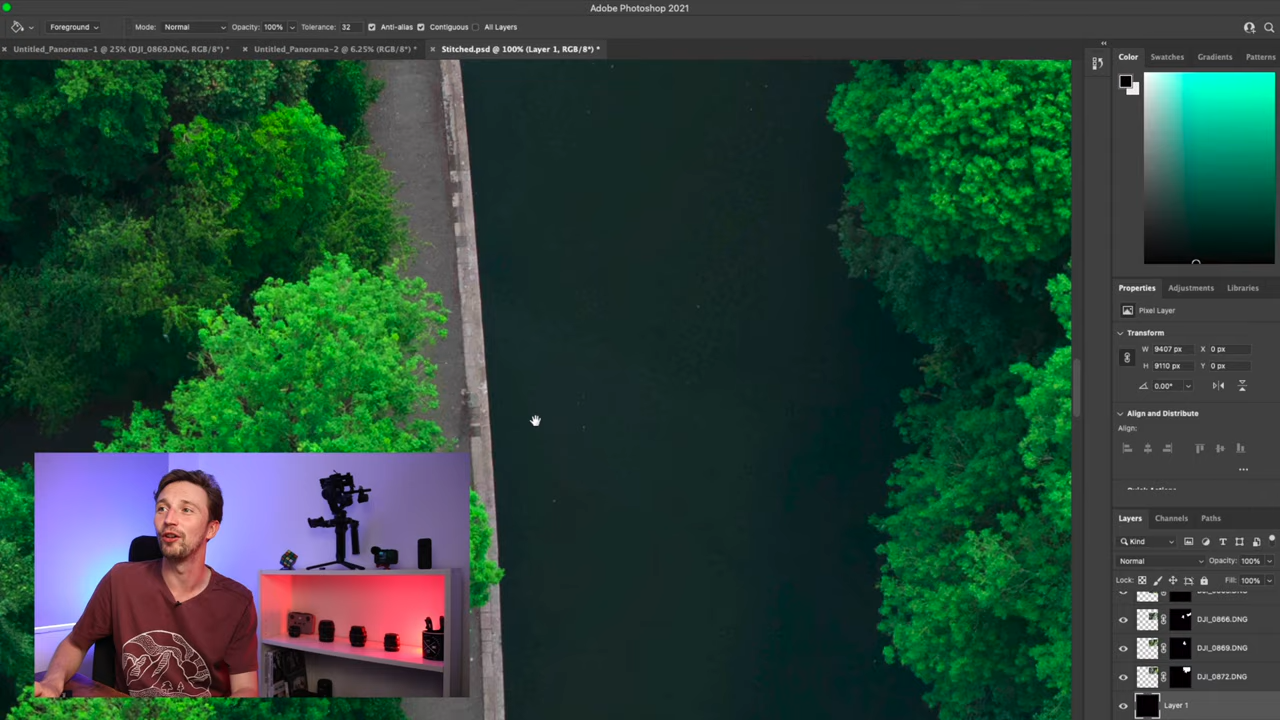 Adobe Photoshop 2021
Foreground Mode: Normal Opacity: 100% Tolerance: 32 Anti-alias Contiguous All Layers
Untitled_Panorama-1 @ 25% (DJI_0869.DNG, RGB/8*) * Untitled_Panorama-2 @ 6.25% (RGB/8*) * Stitched.psd @ 100% (Layer 1, RGB/8*) *
Color Swatches Gradients Patterns
Properties Adjustments Libraries
Pixel Layer
Transform
W 9407 px X 0 px
H 9110 px Y 0 px
0.00°
Align and Distribute
Align:
Layers Channels Paths
Kind
Normal Opacity: 100%
Lock: Fill: 100%
DJI_0866.DNG
DJI_0869.DNG
DJI_0872.DNG
Layer 1